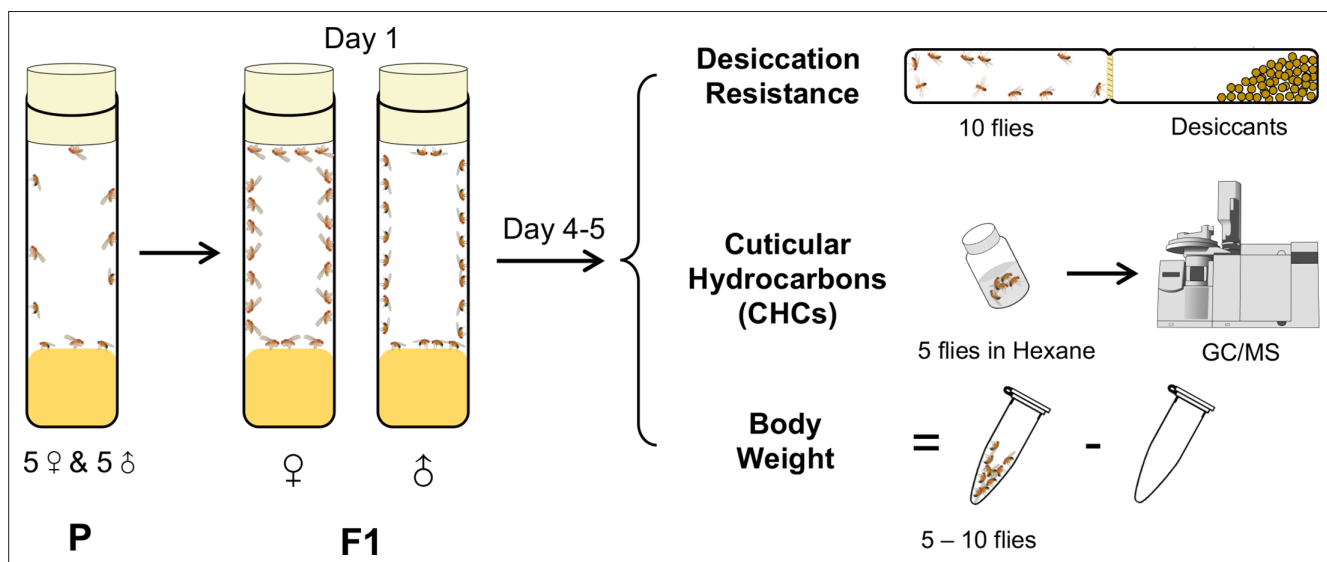 Day 1
5 ♀ & 5 ♂
P
♀
♂
F1
Day 4-5
Desiccation
Resistance
10 flies
Desiccants
Cuticular
Hydrocarbons
(CHCs)
5 flies in Hexane
GC/MS
Body
Weight
=
-
5 – 10 flies